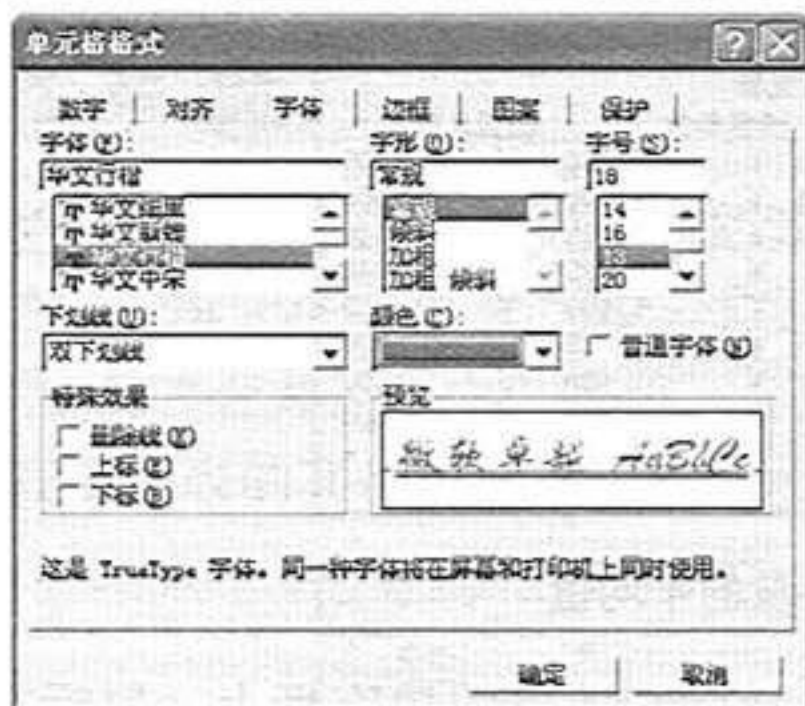 单元格格式
数字 对齐 字体 边框 图案 保护
字体(F): 字形(O): 字号(S):
华文行楷 常规 18
华文细黑 14
华文新魏 倾斜 16
加粗 18
华文中宋 加粗 倾斜 20
下划线(U): 颜色(C):
双下划线 普通字体(N)
特殊效果 预览
删除线(K)
上标(E)
下标(B)
微软卓越 AaBbCc
这是 TrueType 字体。同一种字体将在屏幕和打印机上同时使用。
确定 取消